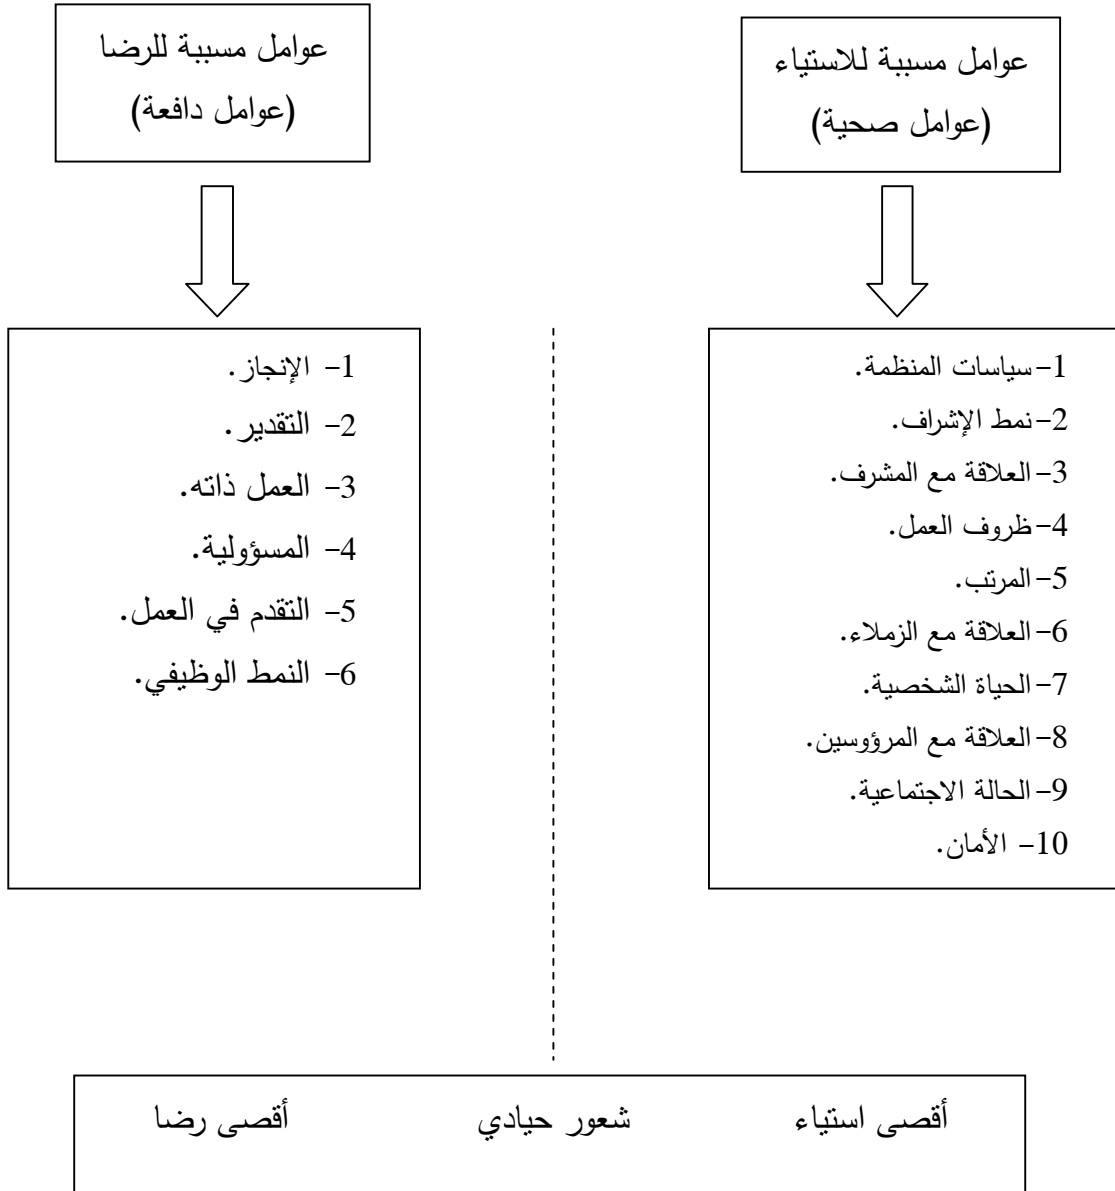 عوامل مسببة للاستياء
(عوامل صحية)
عوامل مسببة للرضا
(عوامل دافعة)
1-سياسات المنظمة.
2-نمط الإشراف.
3-العلاقة مع المشرف.
4-ظروف العمل.
5-المرتب.
6-العلاقة مع الزملاء.
7-الحياة الشخصية.
8-العلاقة مع المرؤوسين.
9-الحالة الاجتماعية.
10- الأمان.
1- الإنجاز.
2- التقدير.
3- العمل ذاته.
4- المسؤولية.
5- التقدم في العمل.
6- النمط الوظيفي.
أقصى استياء شعور حيادي أقصى رضا